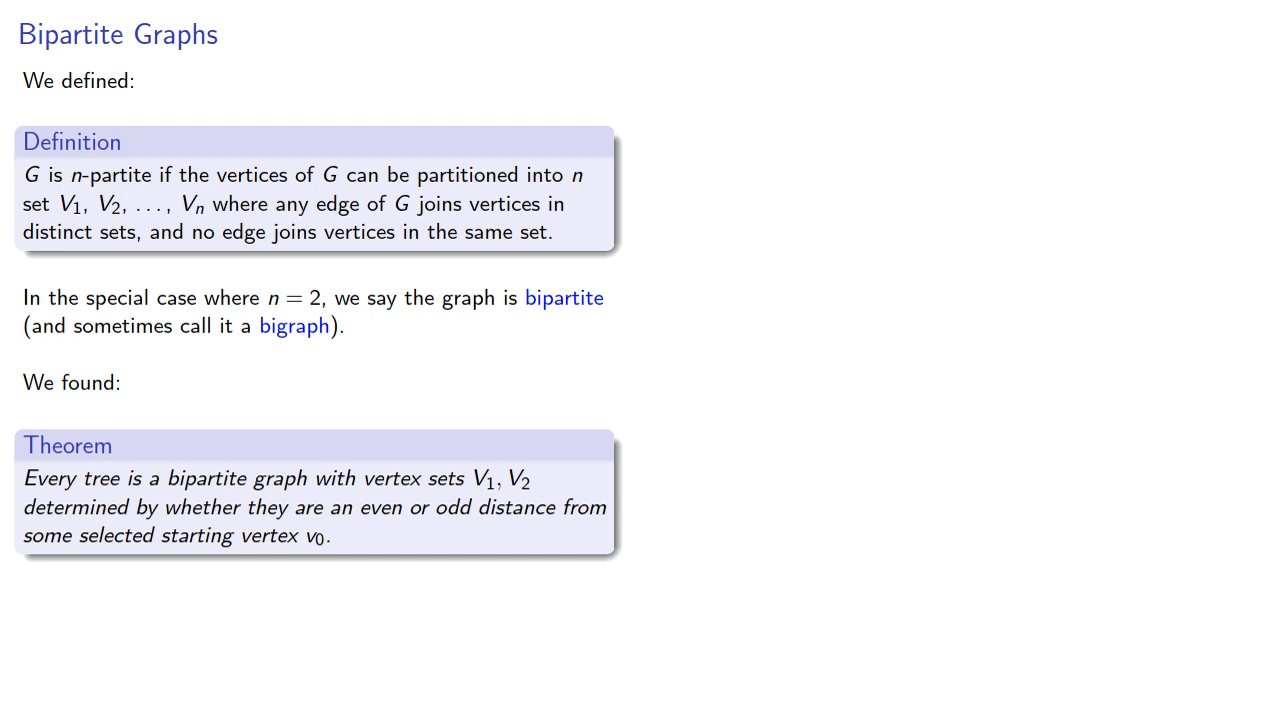 Bipartite Graphs
We defined:
Definition
G is n-partite if the vertices of G can be partitioned into n
set V₁, V₂, ..., Vₙ where any edge of G joins vertices in
distinct sets, and no edge joins vertices in the same set.
In the special case where n = 2, we say the graph is bipartite
(and sometimes call it a bigraph).
We found:
Theorem
Every tree is a bipartite graph with vertex sets V₁, V₂
determined by whether they are an even or odd distance from
some selected starting vertex v₀.